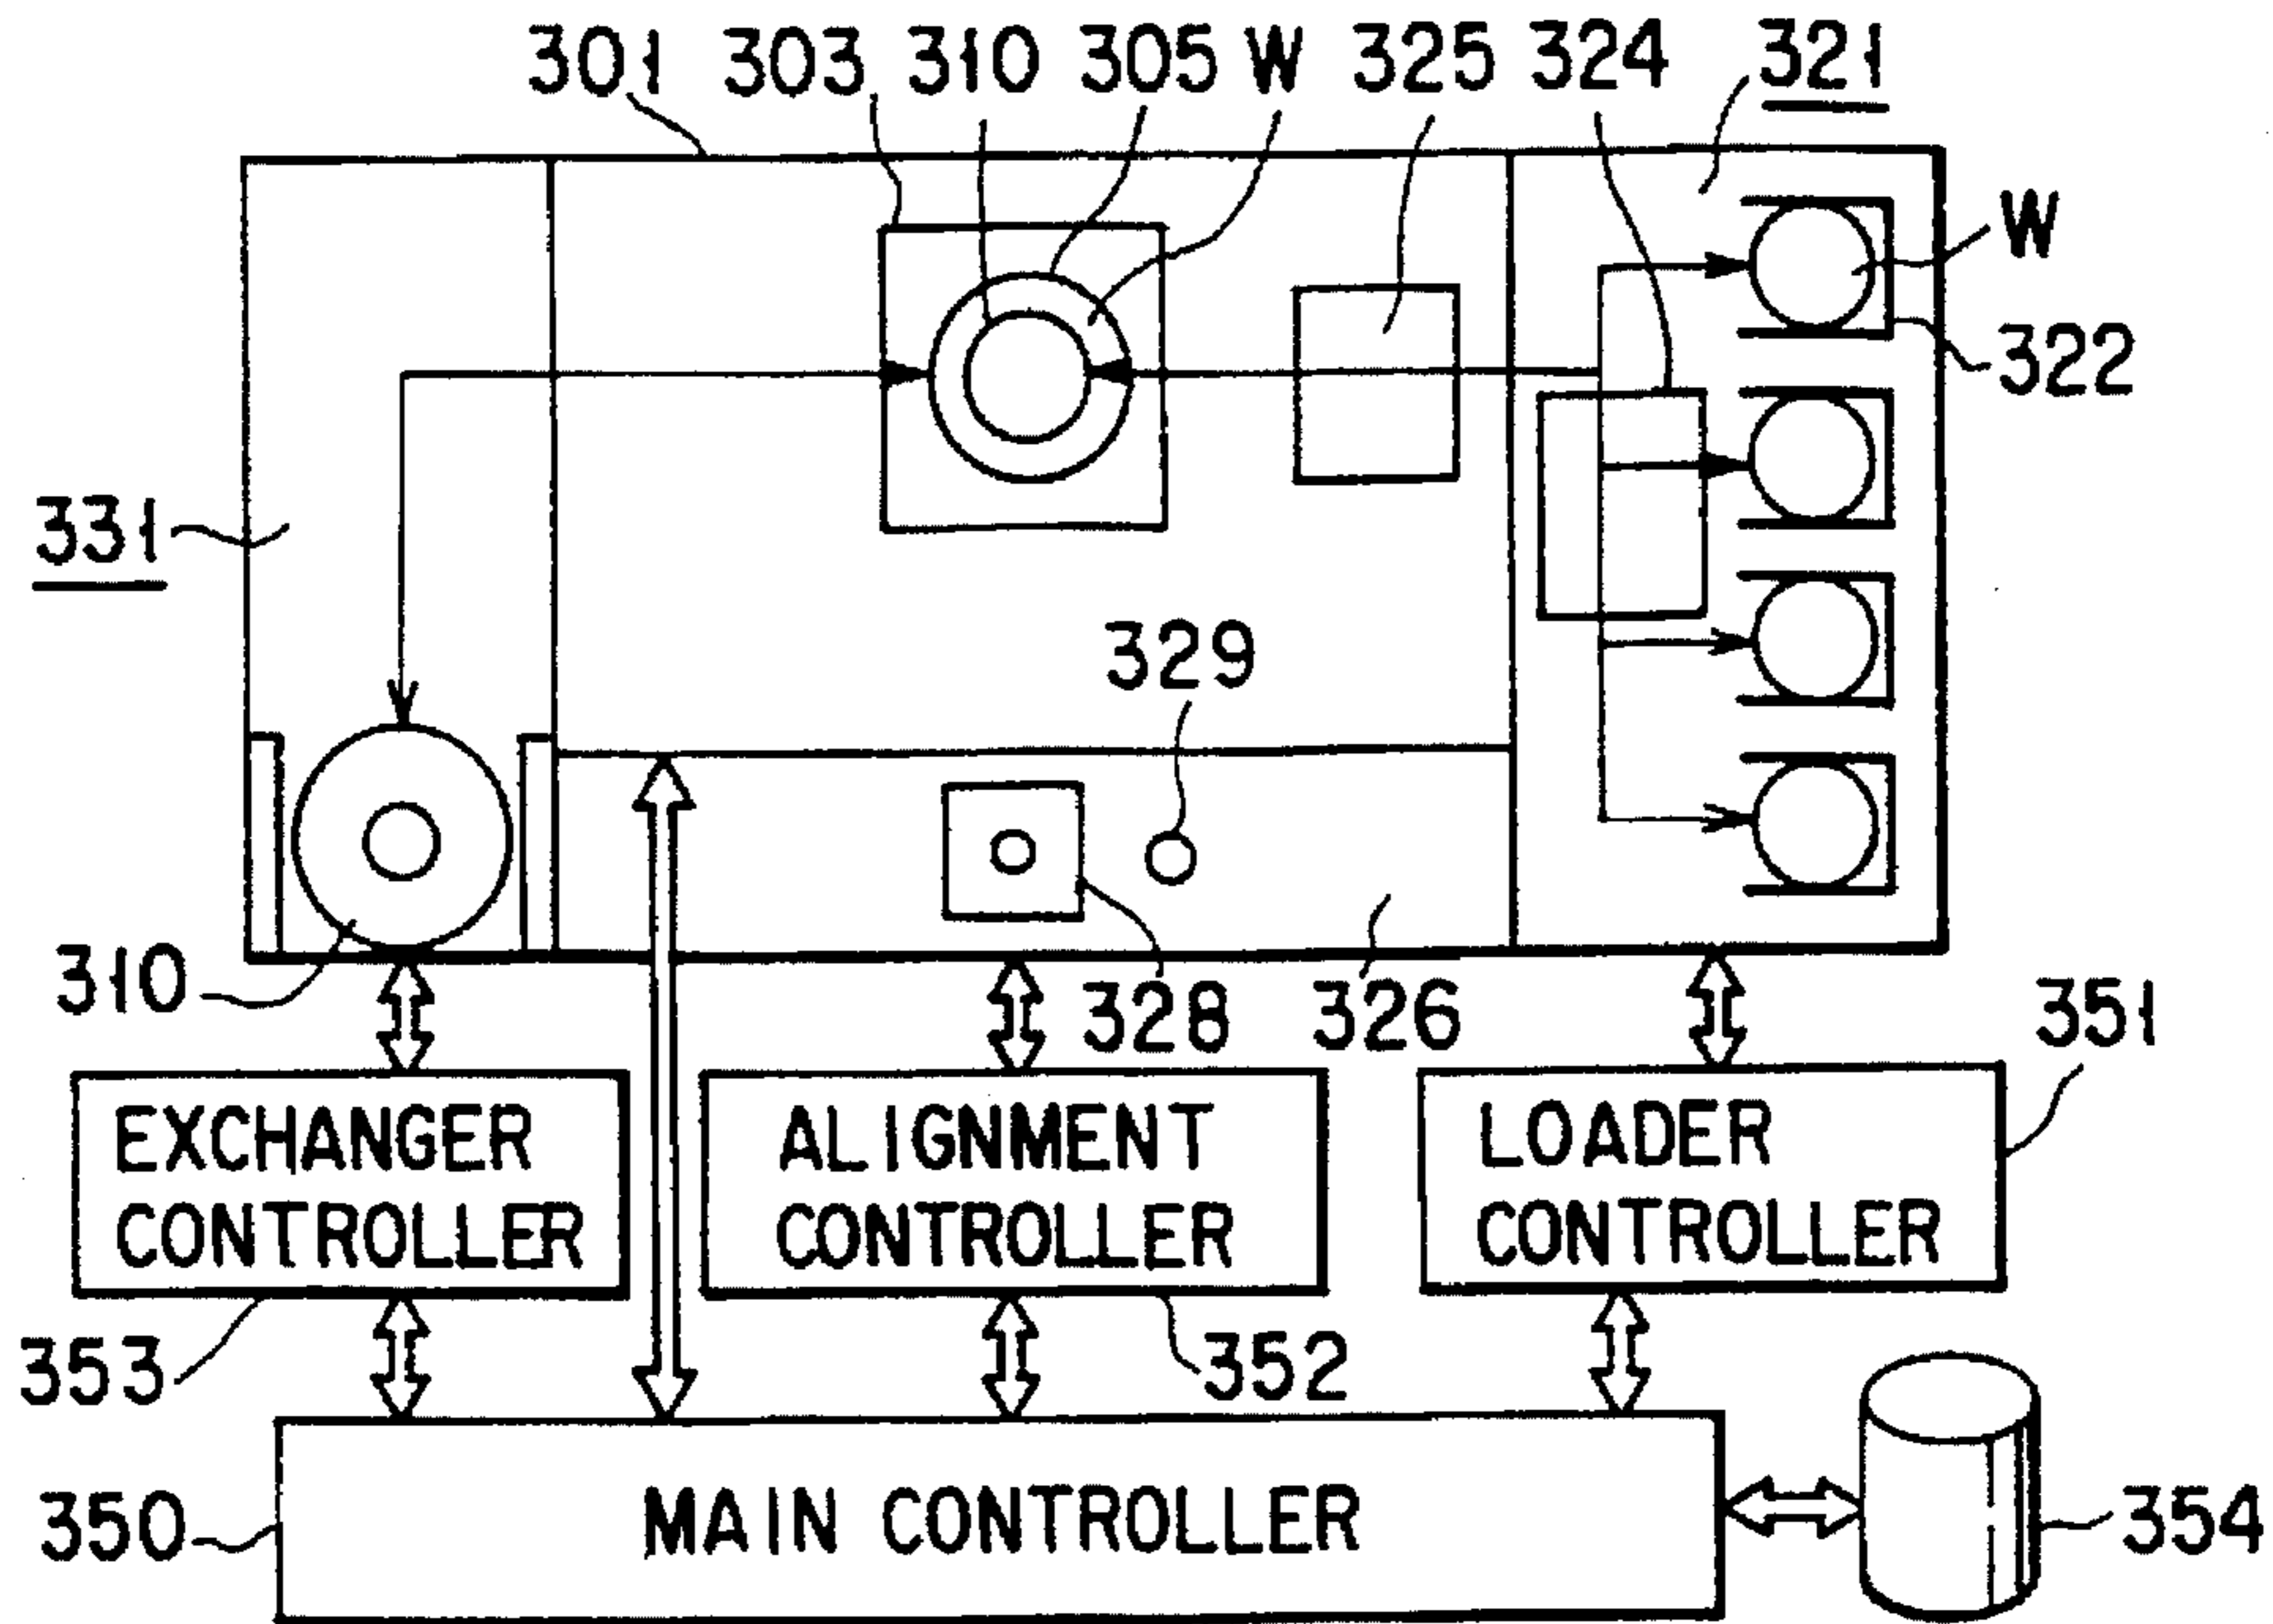 301 303 310 305 W 325 324 321
W
322
331
329
310
328 326
351
EXCHANGER
CONTROLLER
ALIGNMENT
CONTROLLER
LOADER
CONTROLLER
353
352
350
MAIN CONTROLLER
354